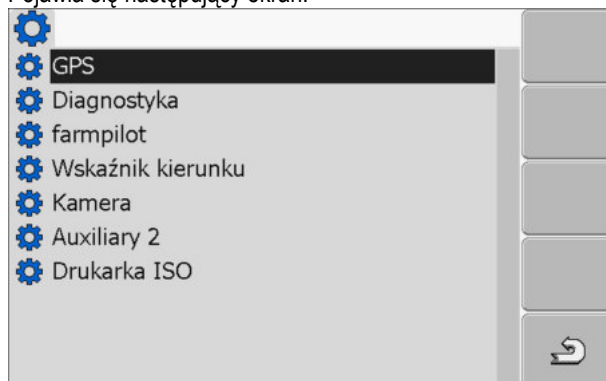 Pojawia się następujący ekran:
GPS
Diagnostyka
farmpilot
Wskaźnik kierunku
Kamera
Auxiliary 2
Drukarka ISO